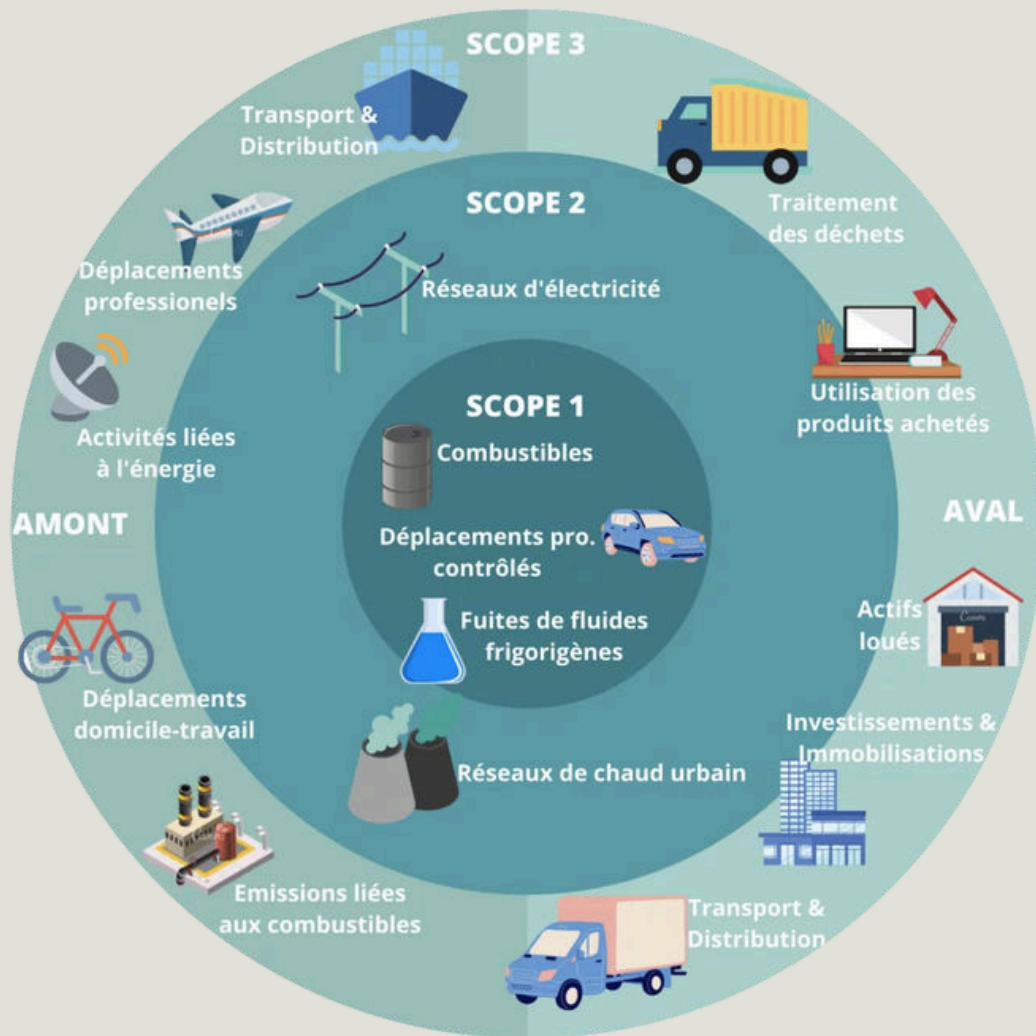 SCOPE 3
Transport &
Distribution
Traitement
des déchets
SCOPE 2
Déplacements
professionels
Réseaux d'électricité
Utilisation des
produits achetés
SCOPE 1
Activités liées
à l'énergie
Combustibles
AMONT
AVAL
Déplacements pro.
contrôlés
Actifs
loués
Fuites de fluides
frigorigènes
Déplacements
domicile-travail
Investissements &
Immobilisations
Réseaux de chaud urbain
Emissions liées
aux combustibles
Transport &
Distribution